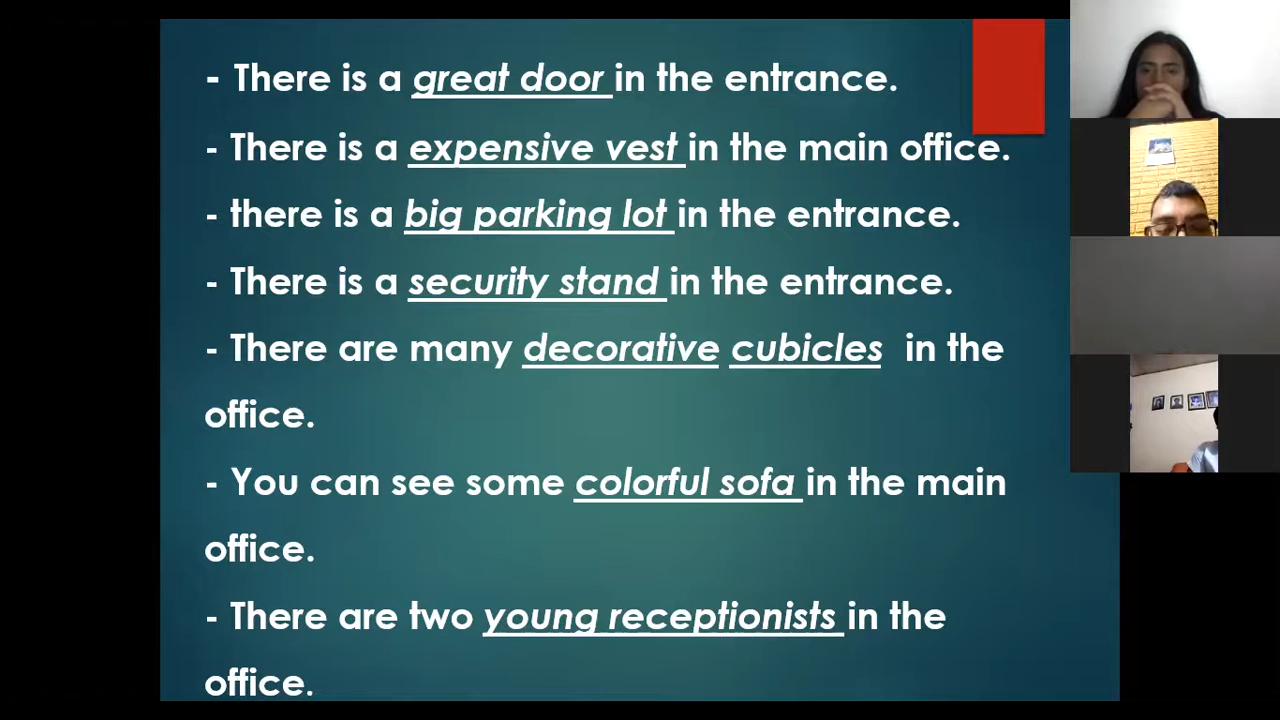 - There is a great door in the entrance.
- There is a expensive vest in the main office.
- there is a big parking lot in the entrance.
- There is a security stand in the entrance.
- There are many decorative cubicles in the
office.
- You can see some colorful sofa in the main
office.
- There are two young receptionists in the
office.